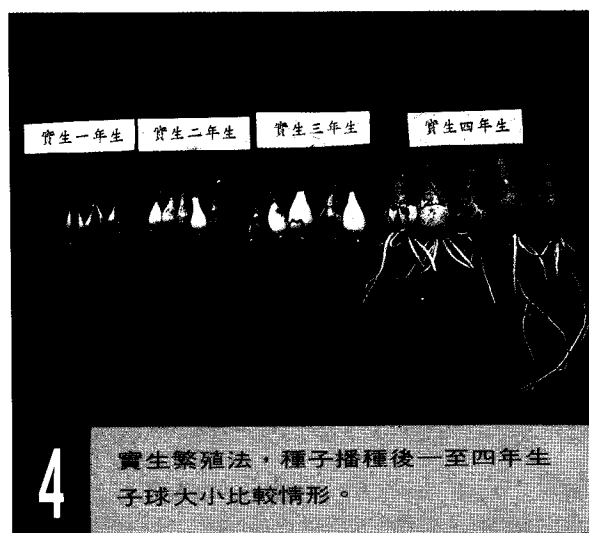 實生一年生
實生二年生
實生三年生
實生四年生
4
實生繁殖法，種子播種後一至四年生
子球大小比較情形。